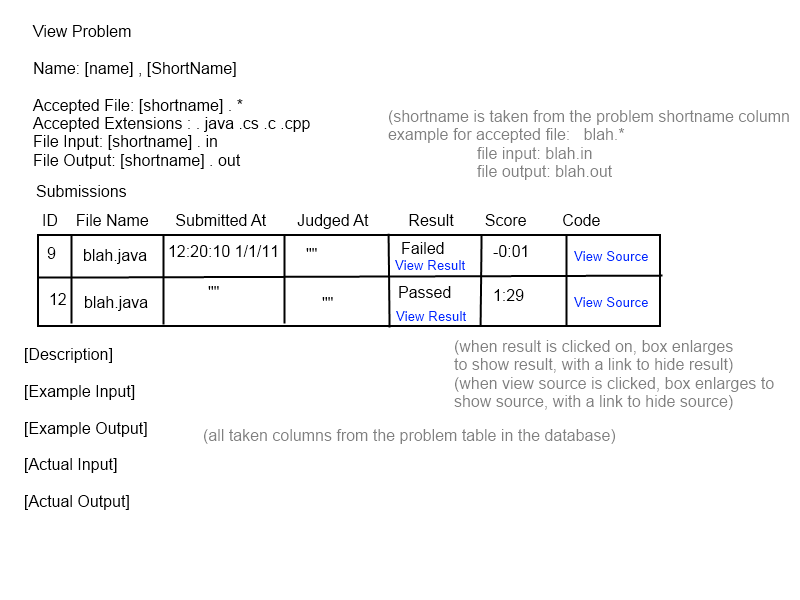 View Problem
Name: [name] , [ShortName]
Accepted File: [shortname] . *
Accepted Extensions : . java .cs .c .cpp
File Input: [shortname] . in
File Output: [shortname] . out
(shortname is taken from the problem shortname column
example for accepted file:   blah.*
file input: blah.in
file output: blah.out
Submissions
ID File Name Submitted At Judged At Result Score Code
9 blah.java 12:20:10 1/1/11 "" Failed -0:01 View Source
View Result
12 blah.java "" "" Passed 1:29 View Source
View Result
[Description]
(when result is clicked on, box enlarges
to show result, with a link to hide result)
(when view source is clicked, box enlarges to
show source, with a link to hide source)
[Example Input]
[Example Output]
(all taken columns from the problem table in the database)
[Actual Input]
[Actual Output]